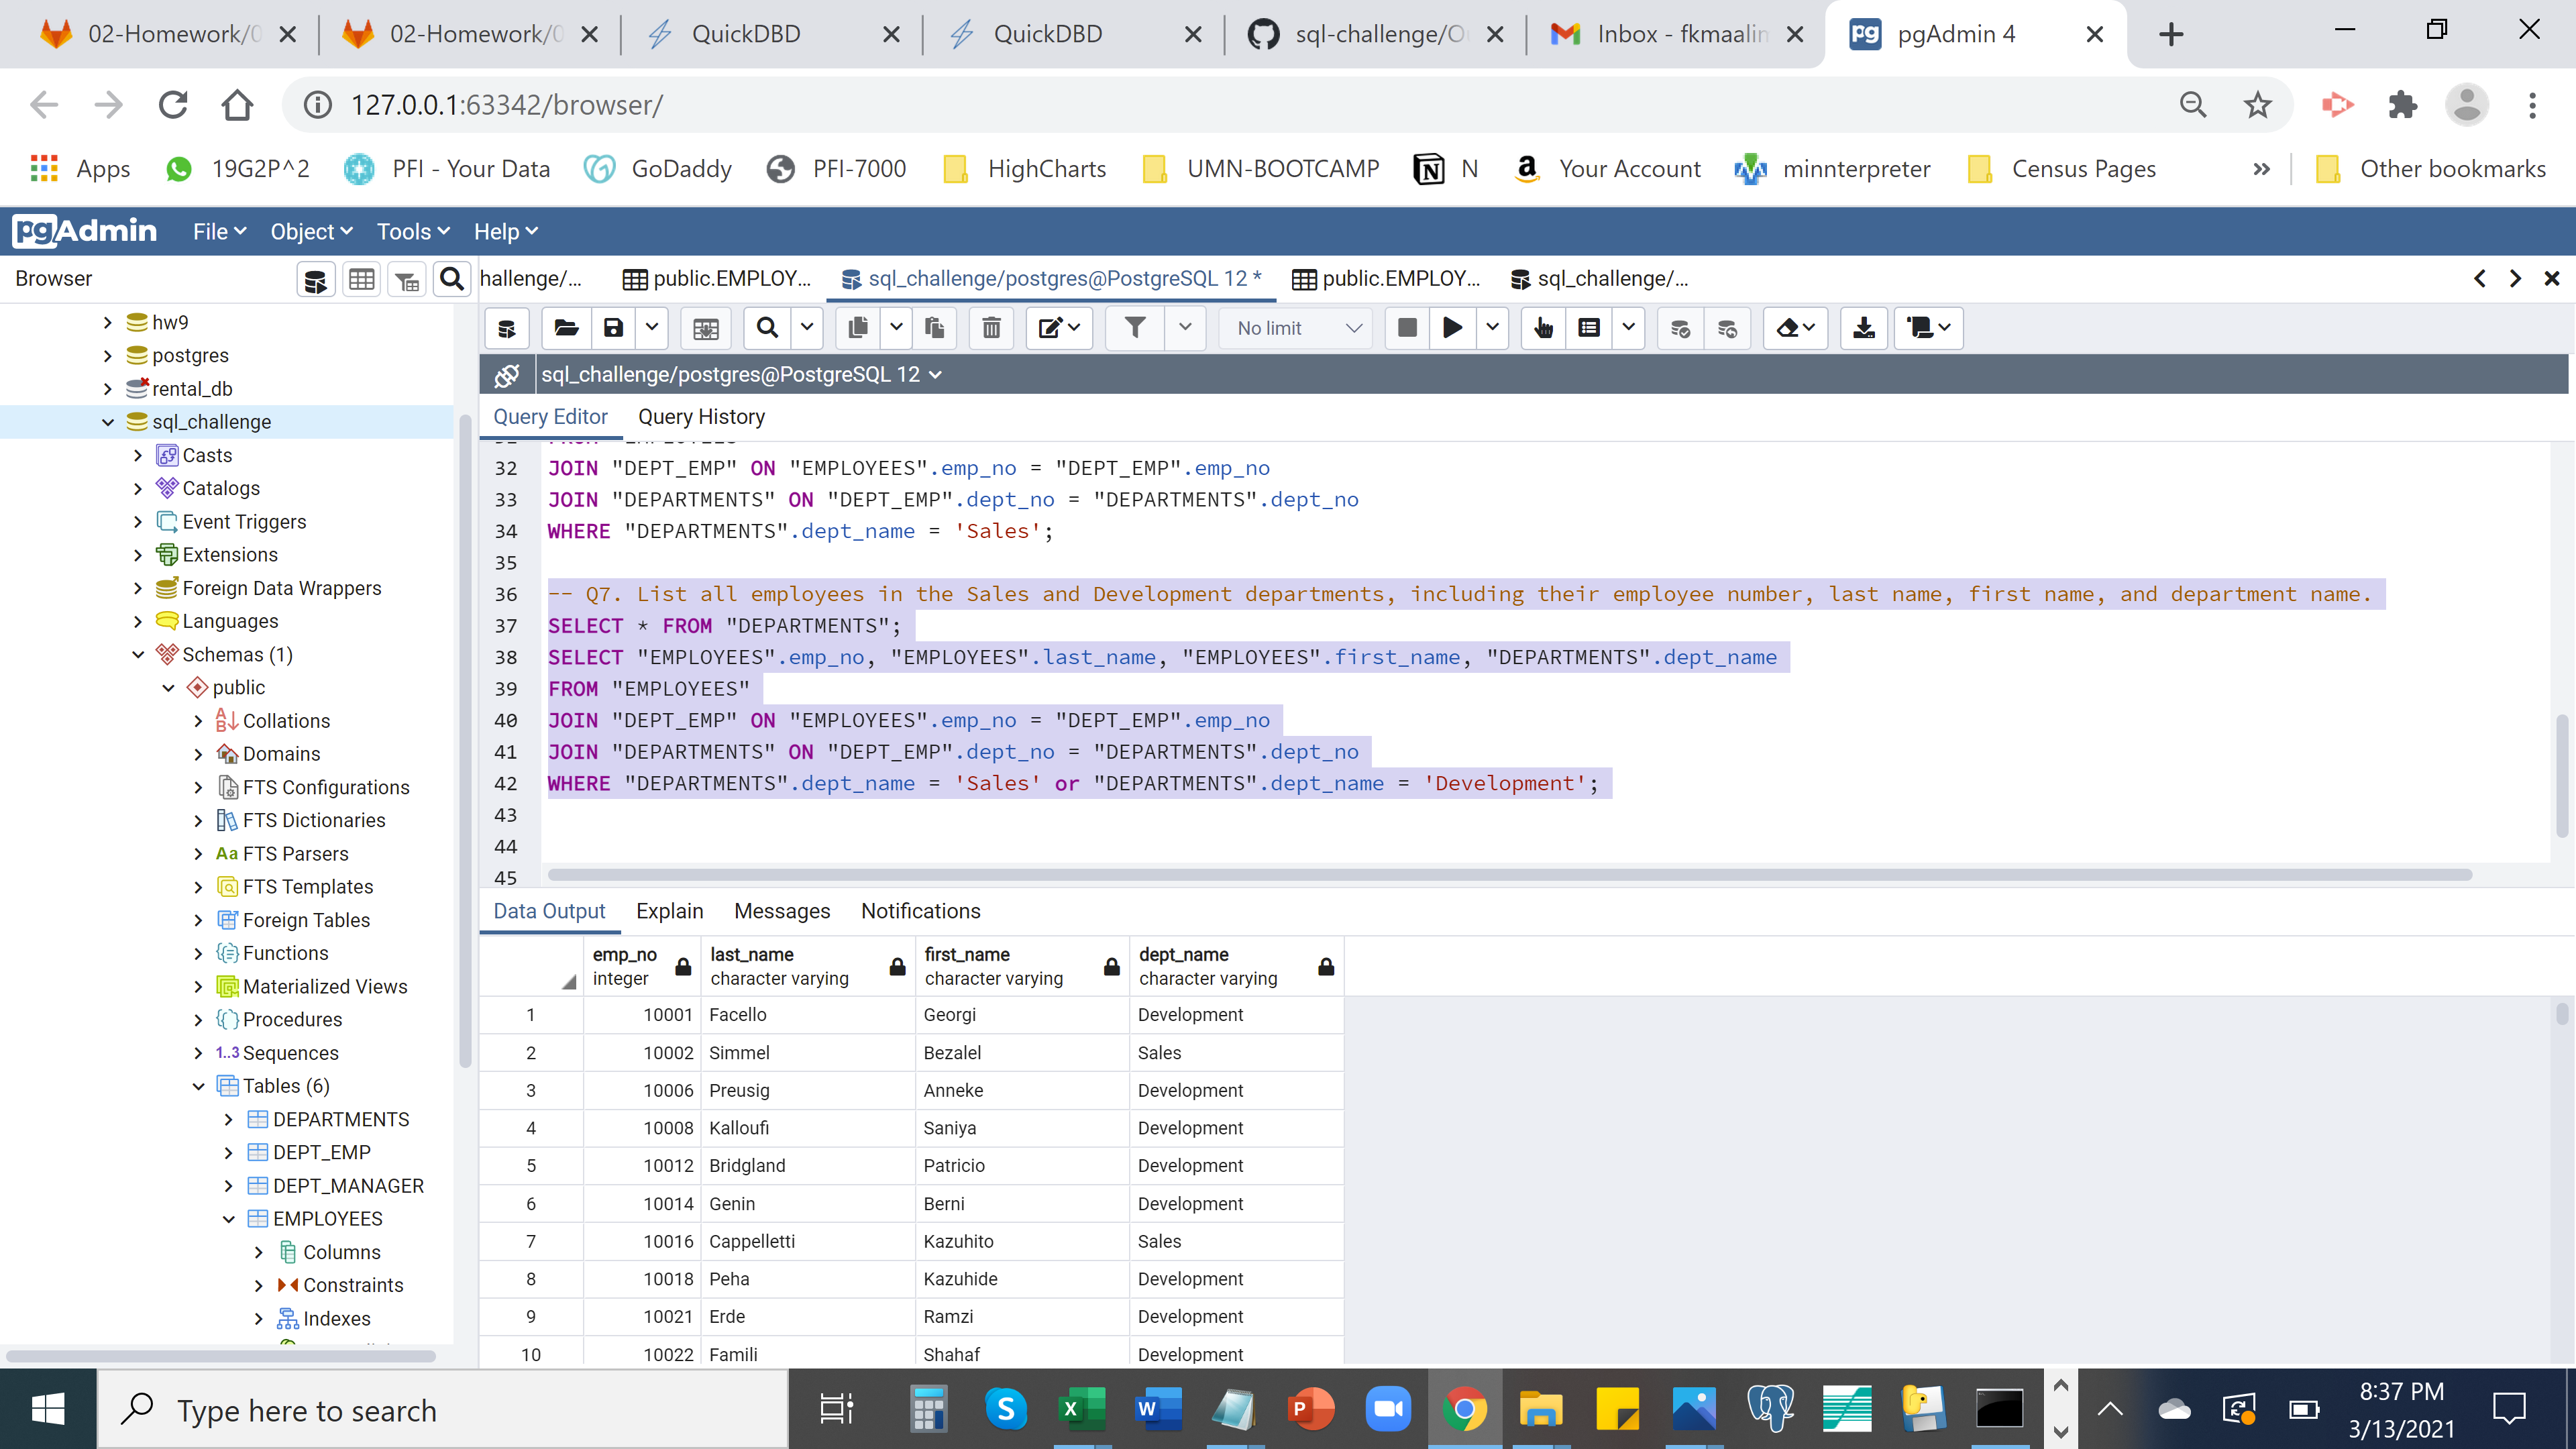 02-Homework/0
02-Homework/0
QuickDBD
QuickDBD
sql-challenge/O
Inbox - fkmaalin
pgAdmin 4
127.0.0.1:63342/browser/
Apps
19G2P^2
PFI - Your Data
GoDaddy
PFI-7000
HighCharts
UMN-BOOTCAMP
N
Your Account
minnterpreter
Census Pages
Other bookmarks
pgAdmin File Object Tools Help
Browser
hallenge/...
public.EMPLOY...
sql_challenge/postgres@PostgreSQL 12 *
public.EMPLOY...
sql_challenge/...
No limit
sql_challenge/postgres@PostgreSQL 12
Query Editor Query History
32 JOIN "DEPT_EMP" ON "EMPLOYEES".emp_no = "DEPT_EMP".emp_no
33 JOIN "DEPARTMENTS" ON "DEPT_EMP".dept_no = "DEPARTMENTS".dept_no
34 WHERE "DEPARTMENTS".dept_name = 'Sales';
35
36 -- Q7. List all employees in the Sales and Development departments, including their employee number, last name, first name, and department name.
37 SELECT * FROM "DEPARTMENTS";
38 SELECT "EMPLOYEES".emp_no, "EMPLOYEES".last_name, "EMPLOYEES".first_name, "DEPARTMENTS".dept_name
39 FROM "EMPLOYEES"
40 JOIN "DEPT_EMP" ON "EMPLOYEES".emp_no = "DEPT_EMP".emp_no
41 JOIN "DEPARTMENTS" ON "DEPT_EMP".dept_no = "DEPARTMENTS".dept_no
42 WHERE "DEPARTMENTS".dept_name = 'Sales' or "DEPARTMENTS".dept_name = 'Development';
43
44
45
hw9
postgres
rental_db
sql_challenge
Casts
Catalogs
Event Triggers
Extensions
Foreign Data Wrappers
Languages
Schemas (1)
public
Collations
Domains
FTS Configurations
FTS Dictionaries
Aa FTS Parsers
FTS Templates
Foreign Tables
Functions
Materialized Views
Procedures
1..3 Sequences
Tables (6)
DEPARTMENTS
DEPT_EMP
DEPT_MANAGER
EMPLOYEES
Columns
Constraints
Indexes
Data Output Explain Messages Notifications
emp_no last_name first_name dept_name
integer character varying character varying character varying
1 10001 Facello Georgi Development
2 10002 Simmel Bezalel Sales
3 10006 Preusig Anneke Development
4 10008 Kalloufi Saniya Development
5 10012 Bridgland Patricio Development
6 10014 Genin Berni Development
7 10016 Cappelletti Kazuhito Sales
8 10018 Peha Kazuhide Development
9 10021 Erde Ramzi Development
10 10022 Famili Shahaf Development
Type here to search
8:37 PM
3/13/2021